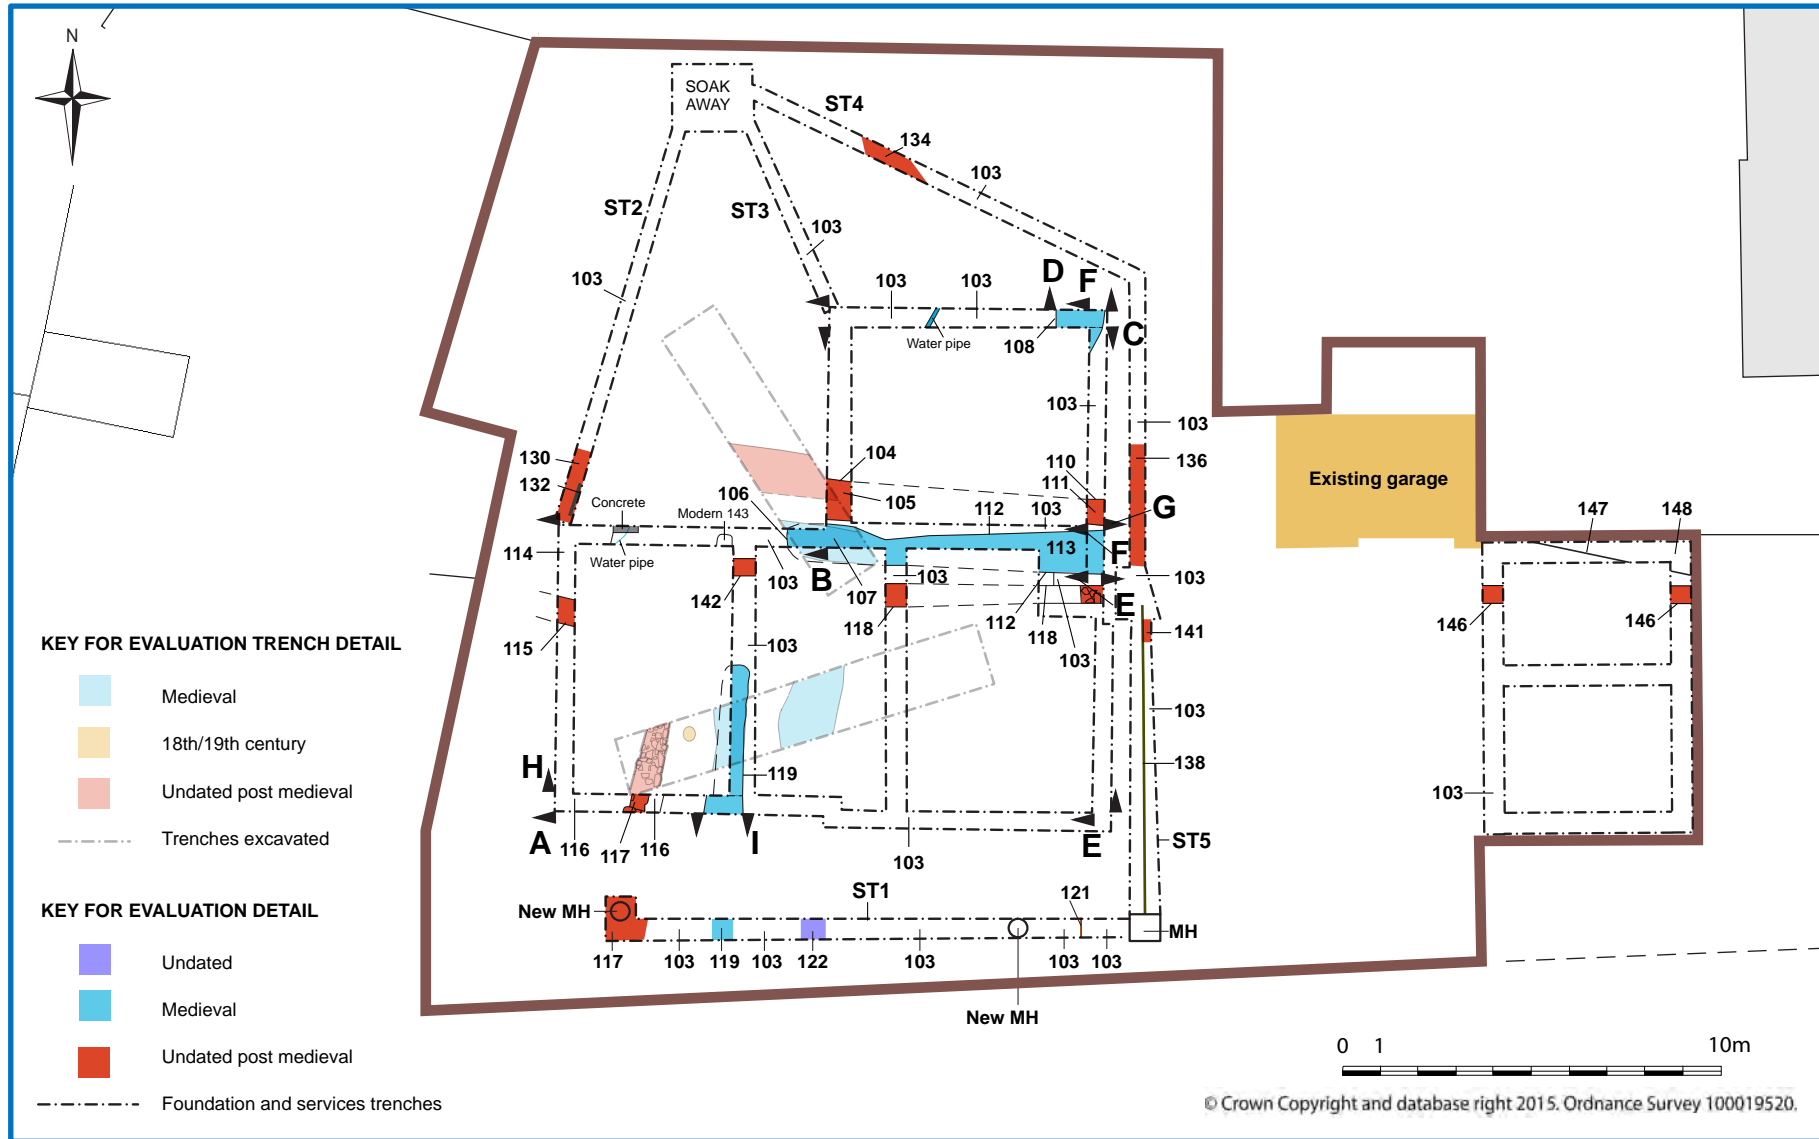 N
SOAK
AWAY
ST4
134
103
ST2
ST3
103
103
103
103
D
F
C
Water pipe
108
103
103
130
132
104
105
106
110
111
136
Concrete
Modern 143
112
103
G
Existing garage
147
148
114
Water pipe
103
B
107
103
113
F
103
142
118
112
118
103
E
141
146
146
115
103
103
H
119
138
103
A
116
117
116
I
103
E
ST5
KEY FOR EVALUATION TRENCH DETAIL
Medieval
18th/19th century
Undated post medieval
Trenches excavated
KEY FOR EVALUATION DETAIL
Undated
Medieval
Undated post medieval
Foundation and services trenches
ST1
121
New MH
MH
117
103
119
103
122
103
103
103
New MH
0 1 10m
© Crown Copyright and database right 2015. Ordnance Survey 100019520.